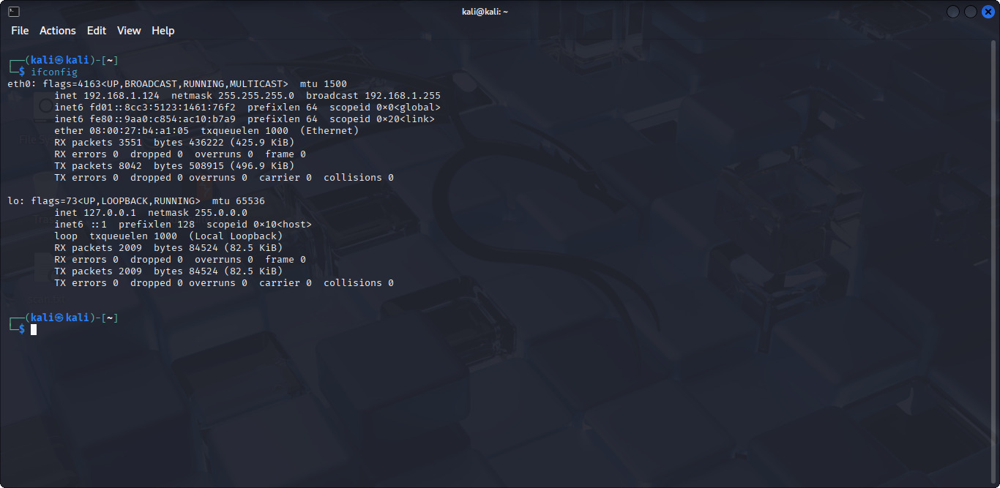 kali@kali: ~
File Actions Edit View Help
┌──(kali㉿kali)-[~]
└─$ ifconfig
eth0: flags=4163<UP,BROADCAST,RUNNING,MULTICAST>  mtu 1500
        inet 192.168.1.124  netmask 255.255.255.0  broadcast 192.168.1.255
        inet6 fd01::8cc3:5123:1461:76f2  prefixlen 64  scopeid 0x0<global>
        inet6 fe80::9aa0:c854:ac10:b7a9  prefixlen 64  scopeid 0x20<link>
        ether 08:00:27:b4:a1:05  txqueuelen 1000  (Ethernet)
        RX packets 3551  bytes 436222 (425.9 KiB)
        RX errors 0  dropped 0  overruns 0  frame 0
        TX packets 8042  bytes 508915 (496.9 KiB)
        TX errors 0  dropped 0 overruns 0  carrier 0  collisions 0
lo: flags=73<UP,LOOPBACK,RUNNING>  mtu 65536
        inet 127.0.0.1  netmask 255.0.0.0
        inet6 ::1  prefixlen 128  scopeid 0x10<host>
        loop  txqueuelen 1000  (Local Loopback)
        RX packets 2009  bytes 84524 (82.5 KiB)
        RX errors 0  dropped 0  overruns 0  frame 0
        TX packets 2009  bytes 84524 (82.5 KiB)
        TX errors 0  dropped 0 overruns 0  carrier 0  collisions 0
┌──(kali㉿kali)-[~]
└─$